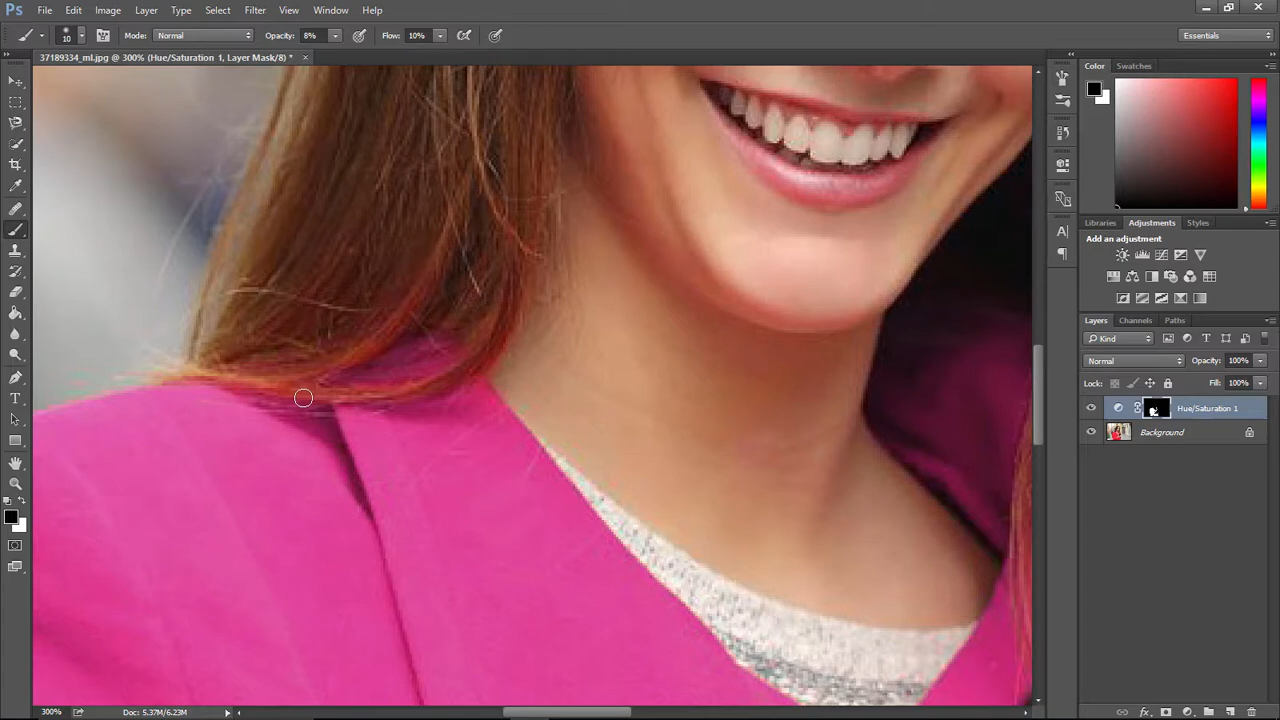 Ps File Edit Image Layer Type Select Filter View Window Help
10 Mode: Normal Opacity: 8% Flow: 10% Essentials
37189334_ml.jpg @ 300% (Hue/Saturation 1, Layer Mask/8) * ×
Color Swatches
Libraries Adjustments Styles
Add an adjustment
Layers Channels Paths
Kind
Normal Opacity: 100%
Lock: Fill: 100%
Hue/Saturation 1
Background
300% Doc: 5.37M/6.23M